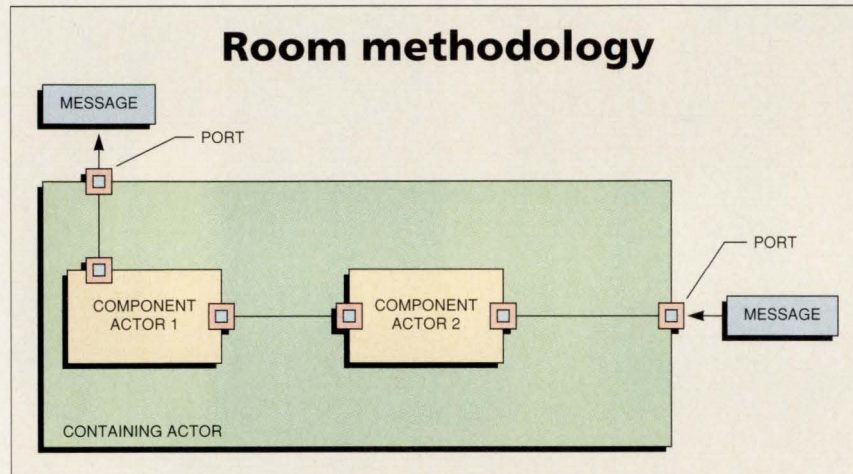 Room methodology
MESSAGE
PORT
PORT
COMPONENT
ACTOR 1
COMPONENT
ACTOR 2
MESSAGE
CONTAINING ACTOR